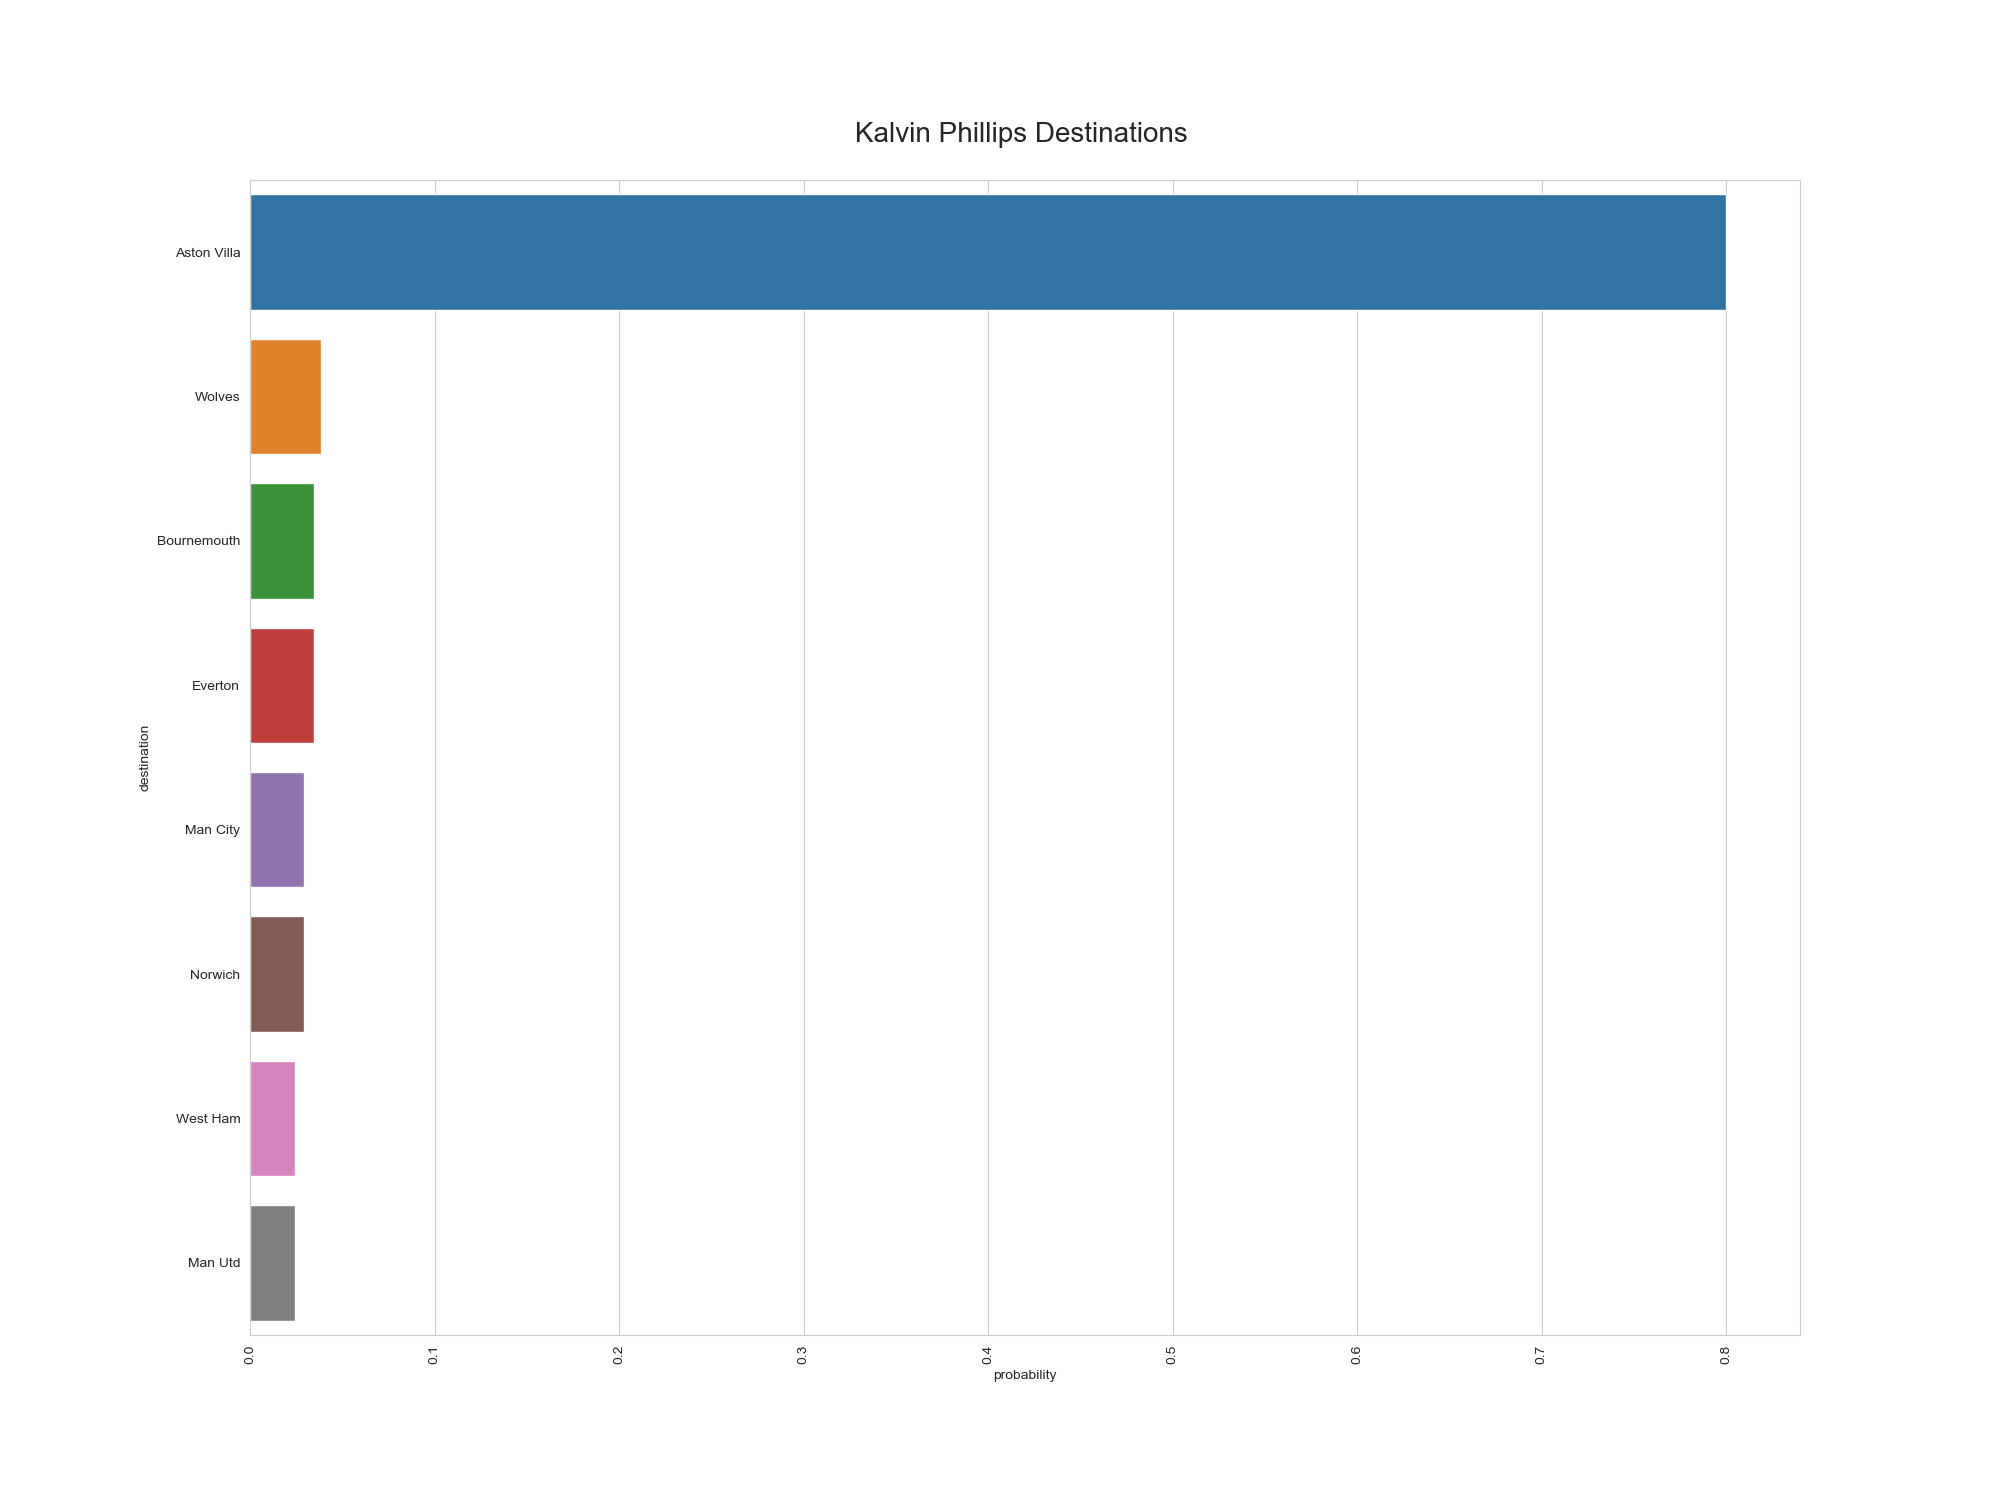 Kalvin Phillips Destinations
Aston Villa
Wolves
Bournemouth
Everton
destination
Man City
Norwich
West Ham
Man Utd
0.0 0.1 0.2 0.3 0.4 0.5 0.6 0.7 0.8
probability